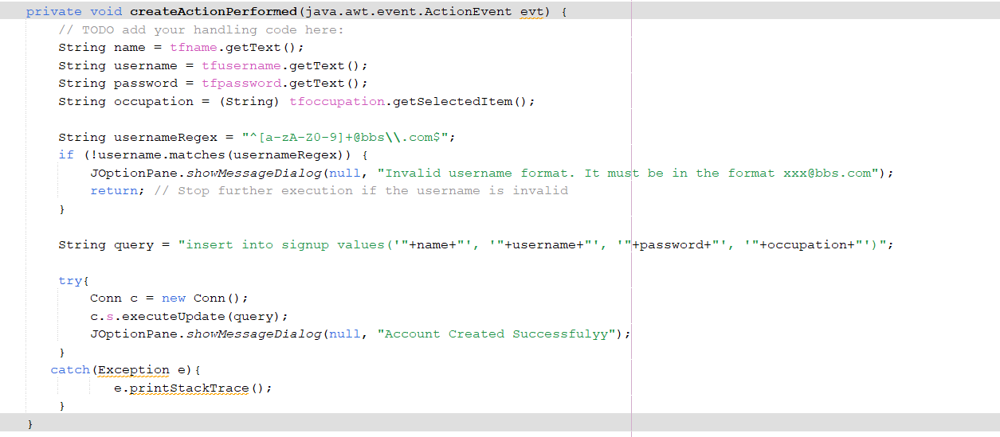 private void createActionPerformed(java.awt.event.ActionEvent evt) {
// TODO add your handling code here:
String name = tfname.getText();
String username = tfusername.getText();
String password = tfpassword.getText();
String occupation = (String) tfoccupation.getSelectedItem();
String usernameRegex = "^[a-zA-Z0-9]+@bbs\\.com$";
if (!username.matches(usernameRegex)) {
JOptionPane.showMessageDialog(null, "Invalid username format. It must be in the format xxx@bbs.com");
return; // Stop further execution if the username is invalid
}
String query = "insert into signup values('"+name+"', '"+username+"', '"+password+"', '"+occupation+"')";
try{
Conn c = new Conn();
c.s.executeUpdate(query);
JOptionPane.showMessageDialog(null, "Account Created Successfulyy");
}
catch(Exception e){
e.printStackTrace();
}
}